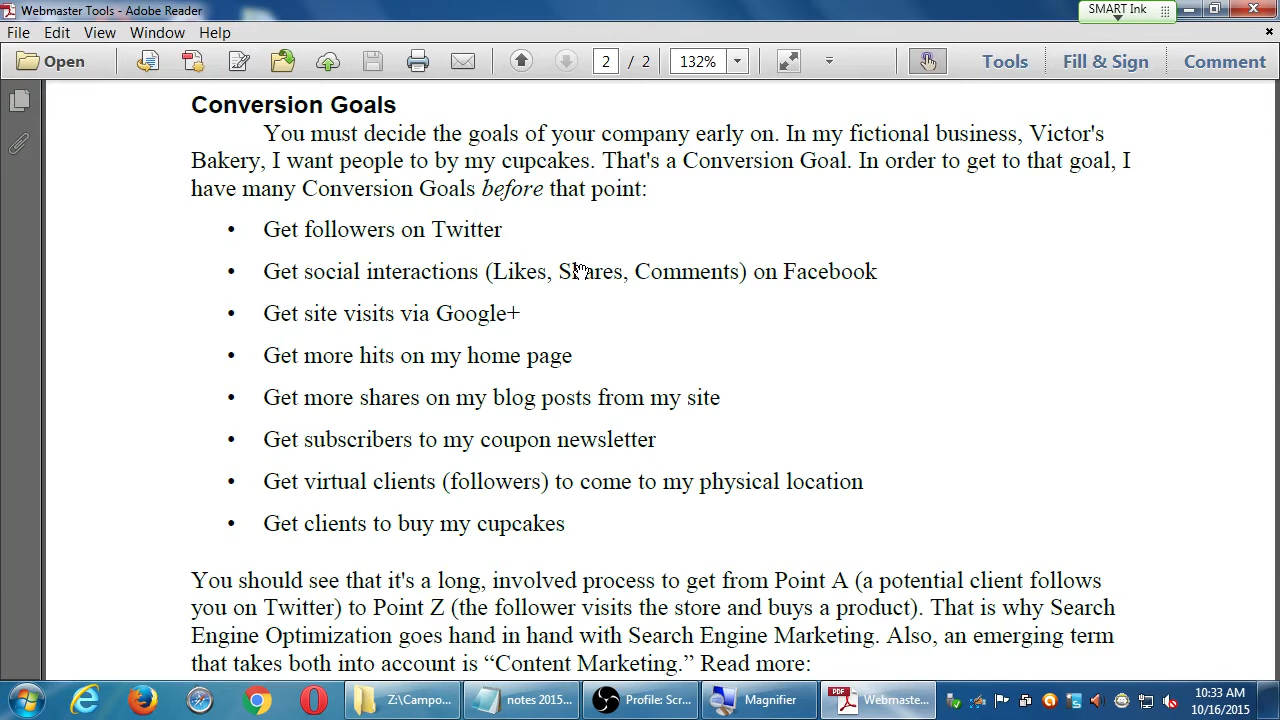 Webmaster Tools - Adobe Reader
SMART Ink
File Edit View Window Help
Open 2 / 2 132% Tools Fill & Sign Comment
Conversion Goals
You must decide the goals of your company early on. In my fictional business, Victor's
Bakery, I want people to by my cupcakes. That's a Conversion Goal. In order to get to that goal, I
have many Conversion Goals before that point:
• Get followers on Twitter
• Get social interactions (Likes, Shares, Comments) on Facebook
• Get site visits via Google+
• Get more hits on my home page
• Get more shares on my blog posts from my site
• Get subscribers to my coupon newsletter
• Get virtual clients (followers) to come to my physical location
• Get clients to buy my cupcakes
You should see that it's a long, involved process to get from Point A (a potential client follows
you on Twitter) to Point Z (the follower visits the store and buys a product). That is why Search
Engine Optimization goes hand in hand with Search Engine Marketing. Also, an emerging term
that takes both into account is “Content Marketing.” Read more:
Z:\Campo... notes 2015... Profile: Scr... Magnifier PDF Webmaste... 10:33 AM
10/16/2015